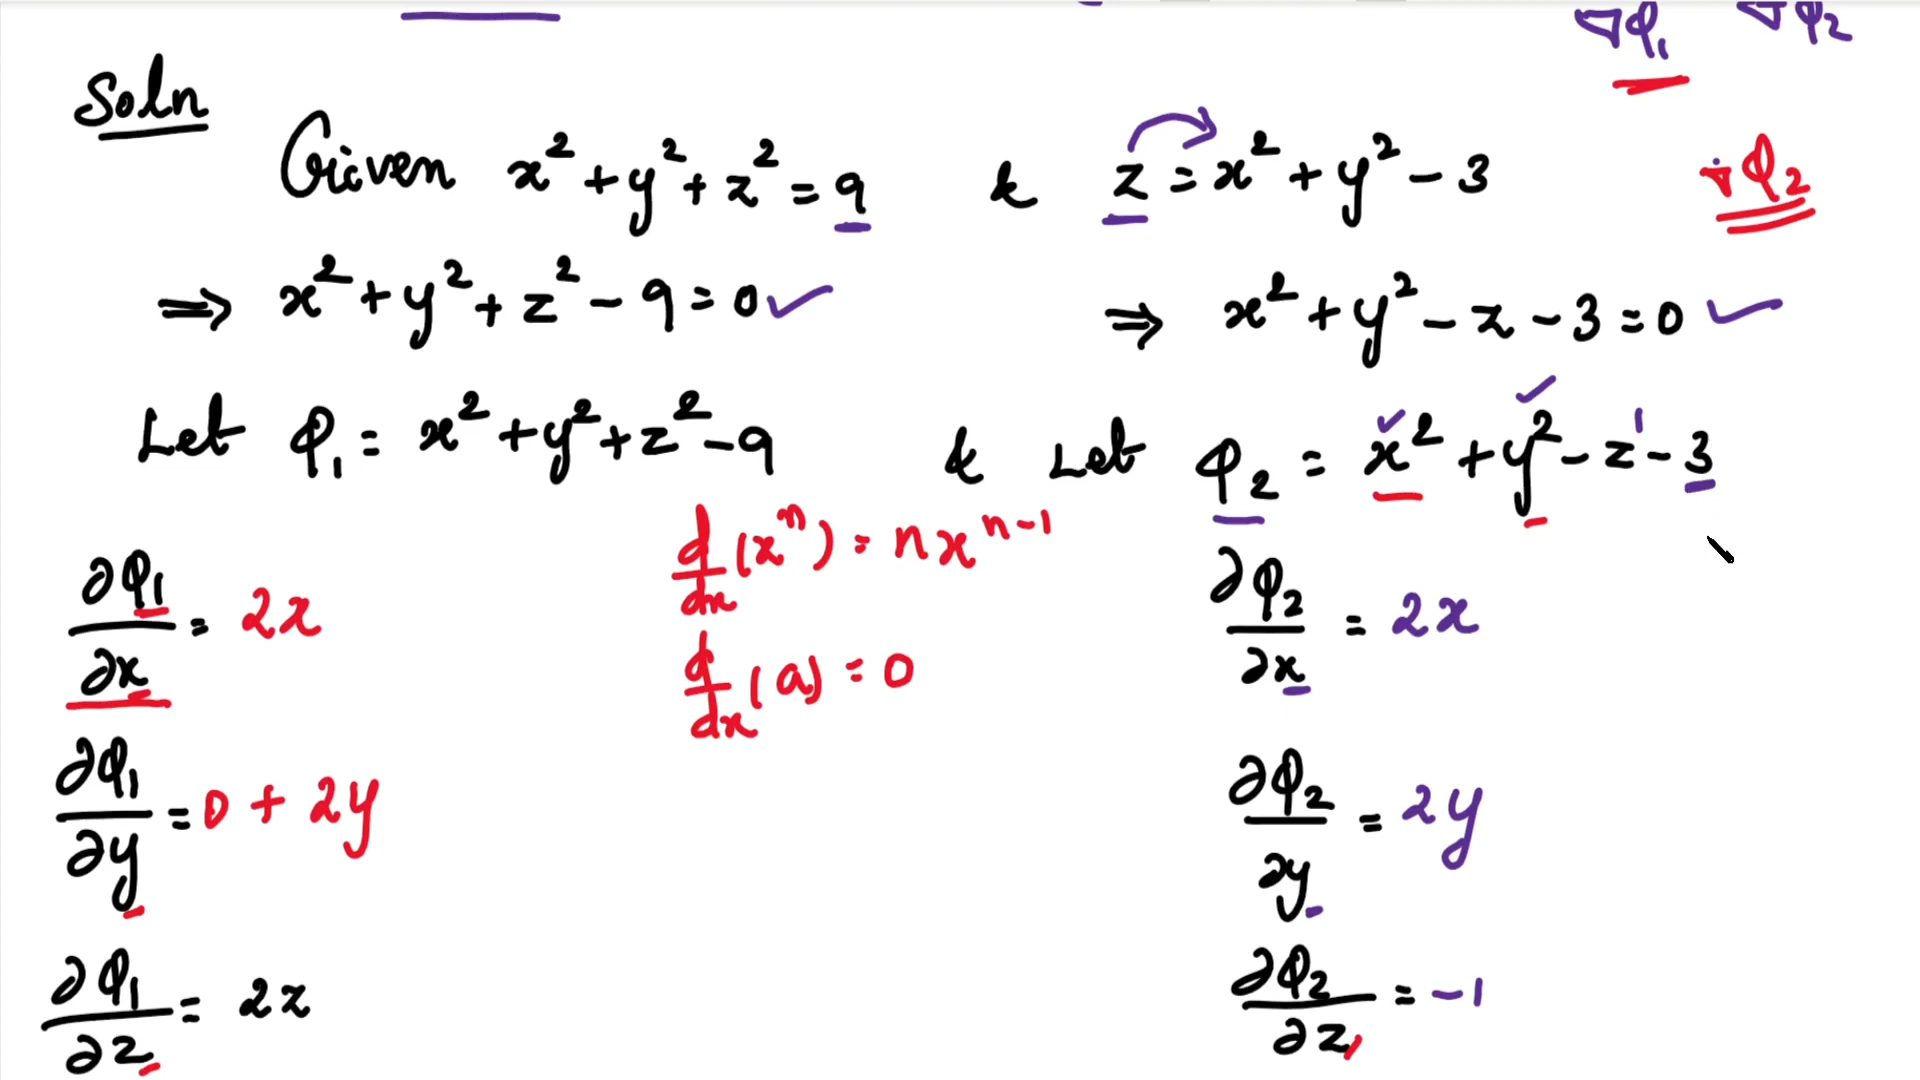 ∇φ₁ ∇φ₂
Soln
Given x² + y² + z² = 9 & z = x² + y² - 3
∇φ₂
⇒ x² + y² + z² - 9 = 0 ✓ ⇒ x² + y² - z - 3 = 0 ✓
Let φ₁ = x² + y² + z² - 9 & Let φ₂ = x² + y² - z¹ - 3
d/dx (xⁿ) = nxⁿ⁻¹
∂φ₁/∂x = 2x
∂φ₂/∂x = 2x
d/dx (a) = 0
∂φ₁/∂y = 0 + 2y
∂φ₂/∂y = 2y
∂φ₁/∂z = 2z
∂φ₂/∂z = -1